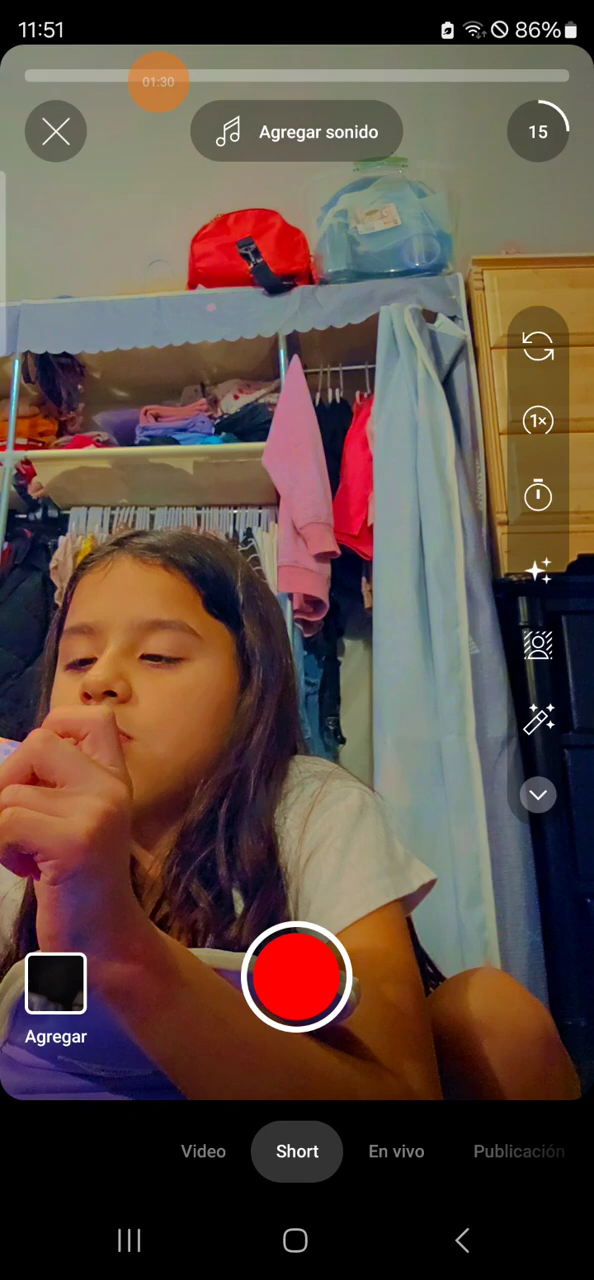 11:51
86%
01:30
Agregar sonido
15
1×
Agregar
Video
Short
En vivo
Publicación